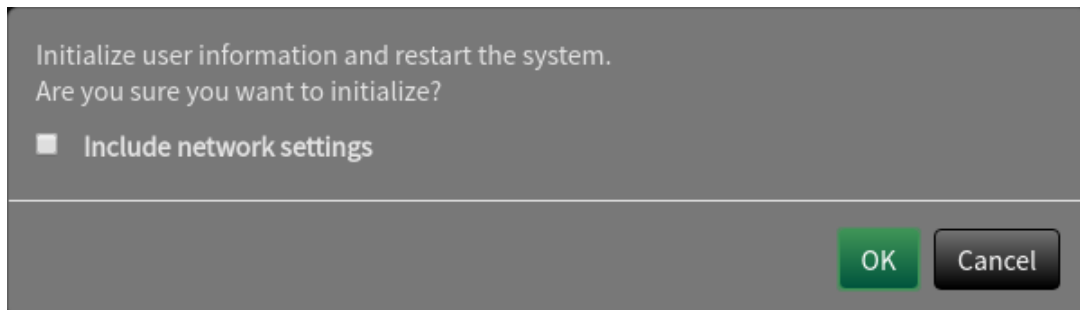 Initialize user information and restart the system.
Are you sure you want to initialize?
Include network settings
OK
Cancel